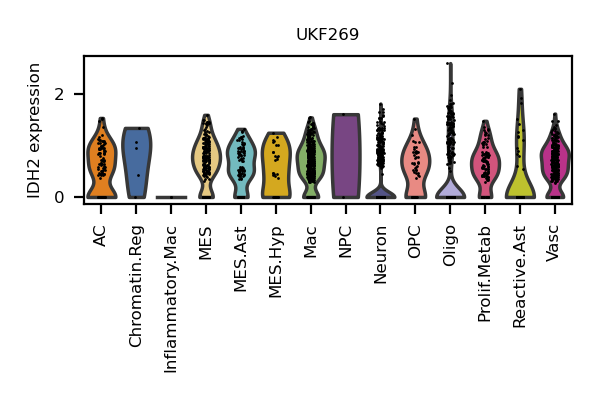 UKF269
IDH2 expression
2
0
AC
Chromatin.Reg
Inflammatory.Mac
MES
MES.Ast
MES.Hyp
Mac
NPC
Neuron
OPC
Oligo
Prolif.Metab
Reactive.Ast
Vasc